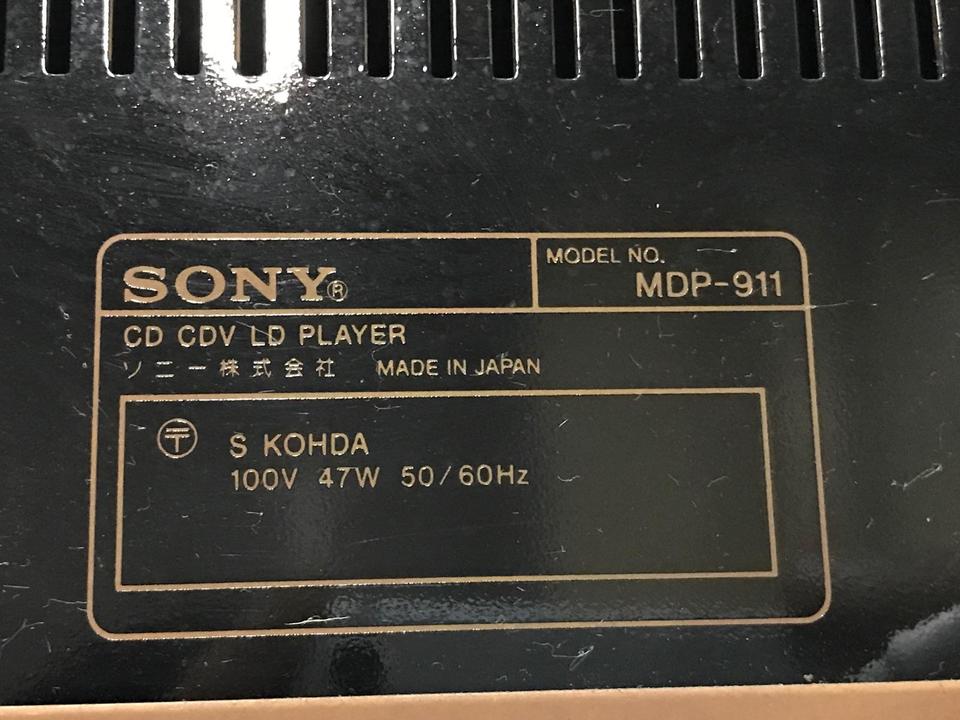 SONY®
MODEL NO.
MDP-911
CD CDV LD PLAYER
ソニー株式会社 MADE IN JAPAN
〒 S KOHDA
100V 47W 50/60Hz